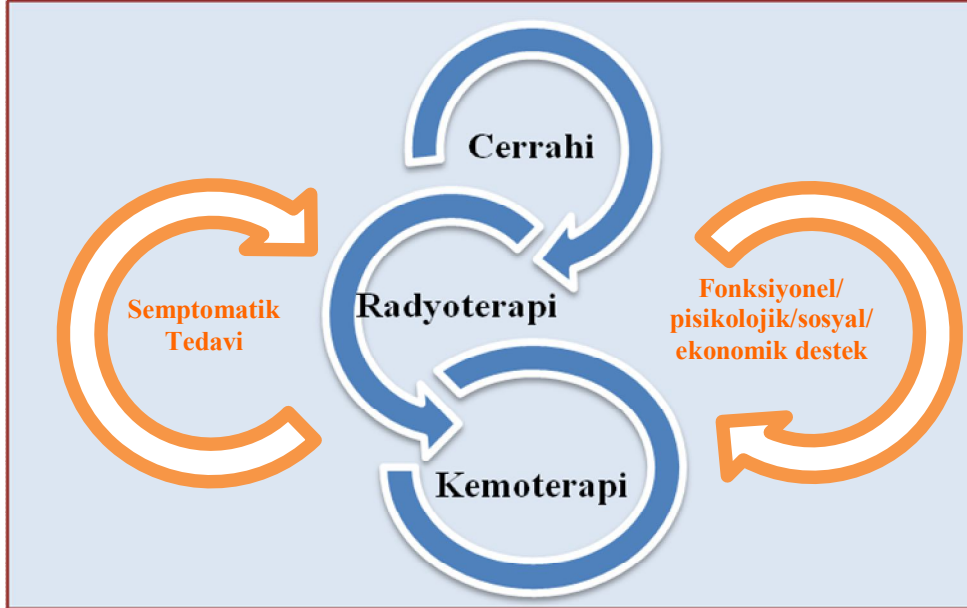 Cerrahi
Semptomatik
Tedavi
Radyoterapi
Fonksiyonel/
pisikolojik/sosyal/
ekonomik destek
Kemoterapi